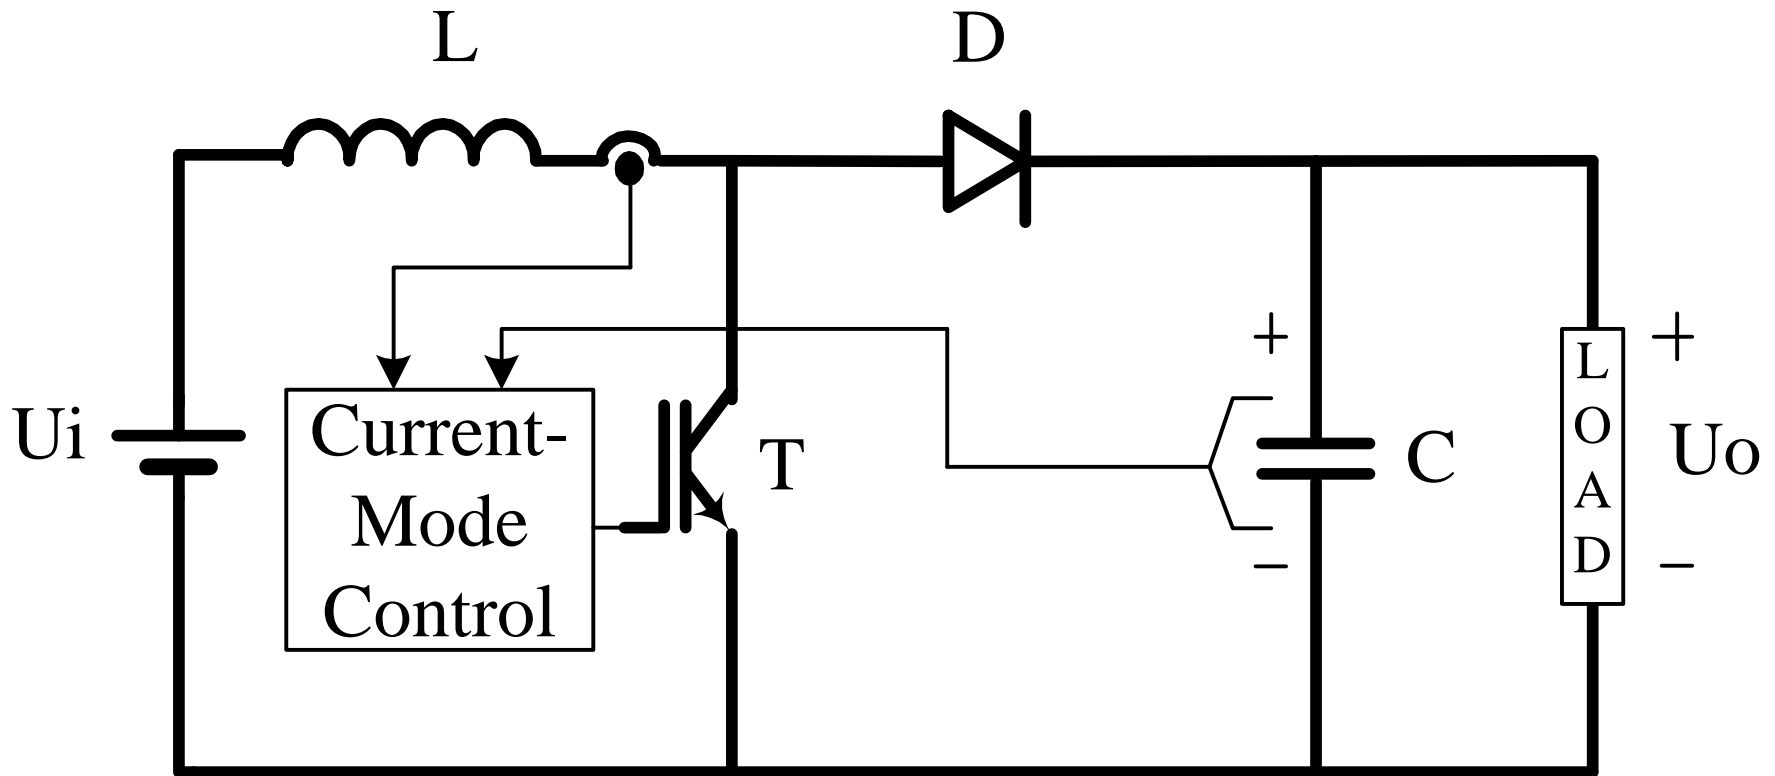 L
D
Ui
Current-
Mode
Control
T
+
−
C
L
O
A
D
+
Uo
−